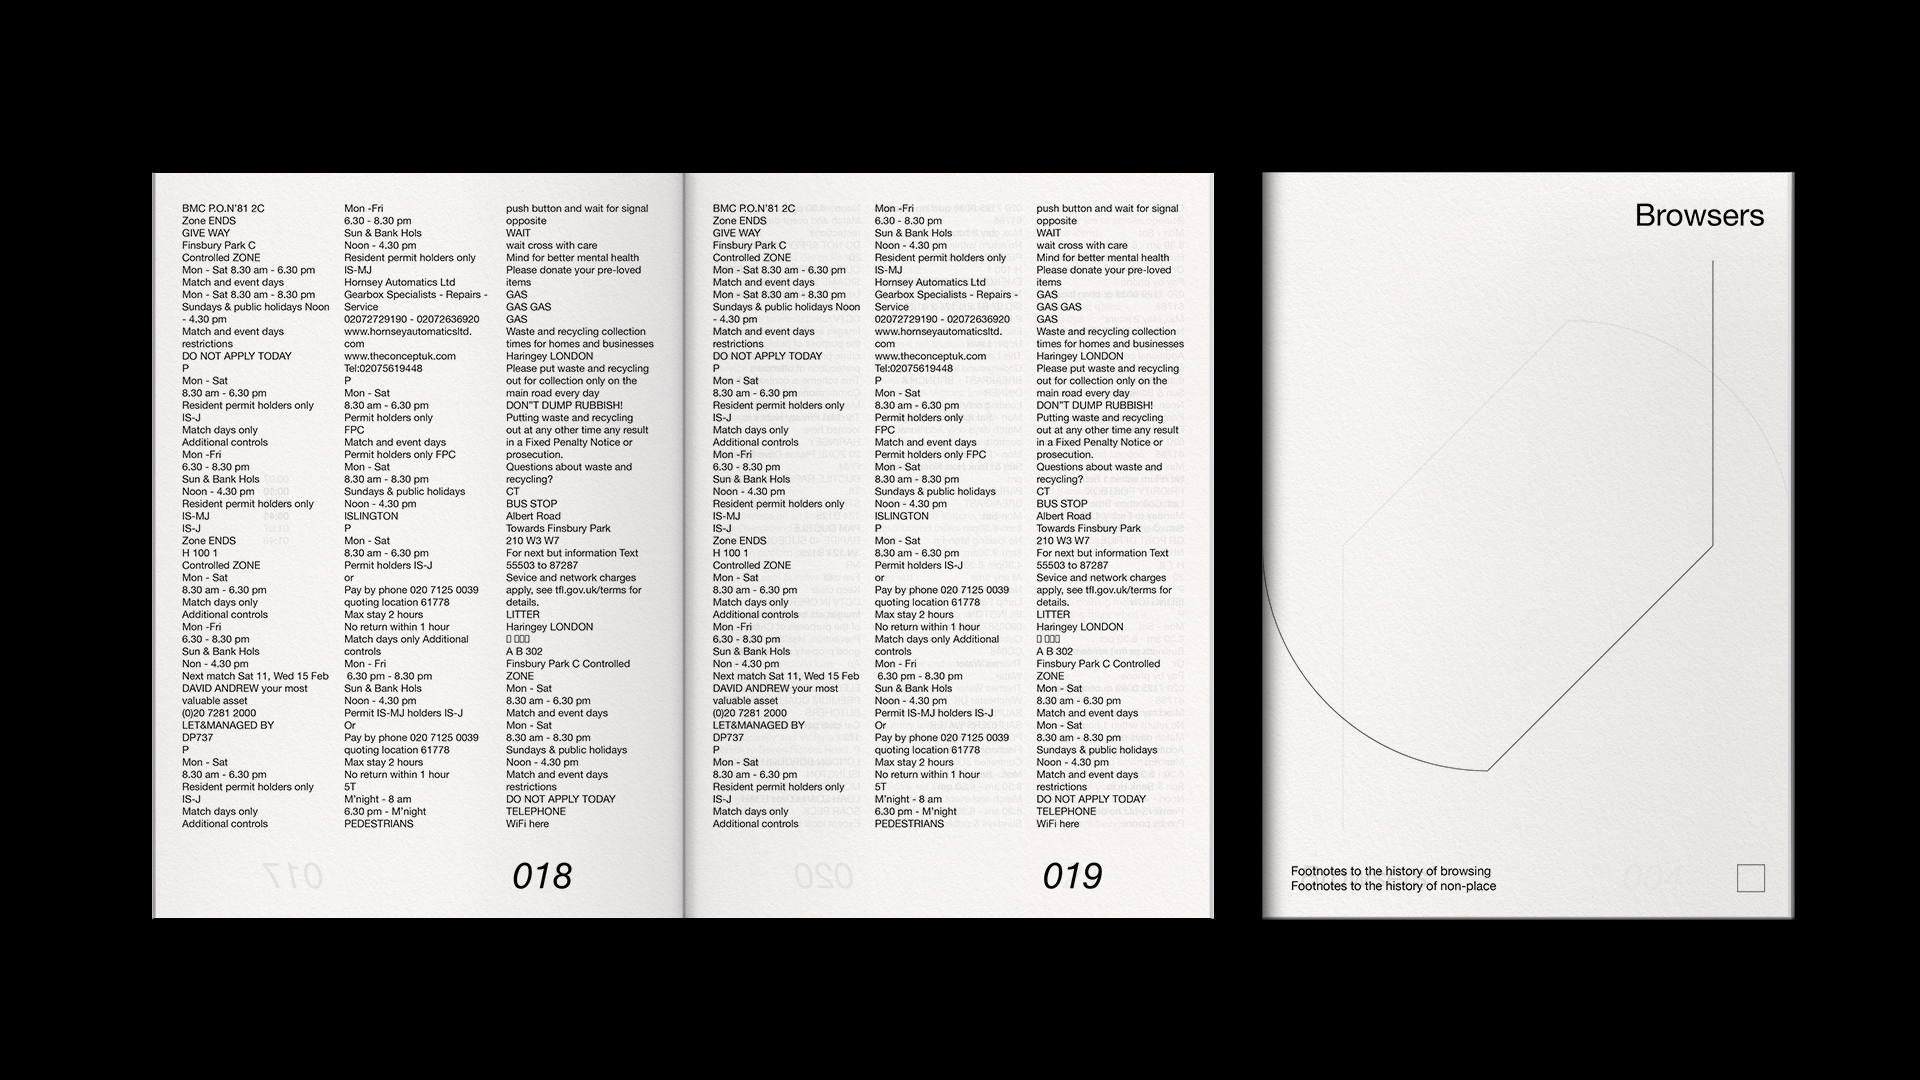 BMC P.O.N'81 2C
Zone ENDS
GIVE WAY
Finsbury Park C
Controlled ZONE
Mon - Sat 8.30 am - 6.30 pm
Match and event days
Mon - Sat 8.30 am - 8.30 pm
Sundays & public holidays Noon
- 4.30 pm
Match and event days
restrictions
DO NOT APPLY TODAY
P
Mon - Sat
8.30 am - 6.30 pm
Resident permit holders only
IS-J
Match days only
Additional controls
Mon -Fri
6.30 - 8.30 pm
Sun & Bank Hols
Noon - 4.30 pm
Resident permit holders only
IS-MJ
IS-J
Zone ENDS
H 100 1
Controlled ZONE
Mon - Sat
8.30 am - 6.30 pm
Match days only
Additional controls
Mon -Fri
6.30 - 8.30 pm
Sun & Bank Hols
Non - 4.30 pm
Next match Sat 11, Wed 15 Feb
DAVID ANDREW your most
valuable asset
(0)20 7281 2000
LET&MANAGED BY
DP737
P
Mon - Sat
8.30 am - 6.30 pm
Resident permit holders only
IS-J
Match days only
Additional controls
Mon -Fri
6.30 - 8.30 pm
Sun & Bank Hols
Noon - 4.30 pm
Resident permit holders only
IS-MJ
Hornsey Automatics Ltd
Gearbox Specialists - Repairs -
Service
02072729190 - 02072636920
www.hornseyautomaticsltd.
com
www.theconceptuk.com
Tel:02075619448
P
Mon - Sat
8.30 am - 6.30 pm
Permit holders only
FPC
Match and event days
Permit holders only FPC
Mon - Sat
8.30 am - 8.30 pm
Sundays & public holidays
Noon - 4.30 pm
ISLINGTON
P
Mon - Sat
8.30 am - 6.30 pm
Permit holders IS-J
or
Pay by phone 020 7125 0039
quoting location 61778
Max stay 2 hours
No return within 1 hour
Match days only Additional
controls
Mon - Fri
6.30 pm - 8.30 pm
Sun & Bank Hols
Noon - 4.30 pm
Permit IS-MJ holders IS-J
Or
Pay by phone 020 7125 0039
quoting location 61778
Max stay 2 hours
No return within 1 hour
5T
M'night - 8 am
6.30 pm - M'night
PEDESTRIANS
push button and wait for signal
opposite
WAIT
wait cross with care
Mind for better mental health
Please donate your pre-loved
items
GAS
GAS GAS
GAS
Waste and recycling collection
times for homes and businesses
Haringey LONDON
Please put waste and recycling
out for collection only on the
main road every day
DON"T DUMP RUBBISH!
Putting waste and recycling
out at any other time any result
in a Fixed Penalty Notice or
prosecution.
Questions about waste and
recycling?
CT
BUS STOP
Albert Road
Towards Finsbury Park
210 W3 W7
For next but information Text
55503 to 87287
Sevice and network charges
apply, see tfl.gov.uk/terms for
details.
LITTER
Haringey LONDON
▯ ▯▯▯
A B 302
Finsbury Park C Controlled
ZONE
Mon - Sat
8.30 am - 6.30 pm
Match and event days
Mon - Sat
8.30 am - 8.30 pm
Sundays & public holidays
Noon - 4.30 pm
Match and event days
restrictions
DO NOT APPLY TODAY
TELEPHONE
WiFi here
018
BMC P.O.N'81 2C
Zone ENDS
GIVE WAY
Finsbury Park C
Controlled ZONE
Mon - Sat 8.30 am - 6.30 pm
Match and event days
Mon - Sat 8.30 am - 8.30 pm
Sundays & public holidays Noon
- 4.30 pm
Match and event days
restrictions
DO NOT APPLY TODAY
P
Mon - Sat
8.30 am - 6.30 pm
Resident permit holders only
IS-J
Match days only
Additional controls
Mon -Fri
6.30 - 8.30 pm
Sun & Bank Hols
Noon - 4.30 pm
Resident permit holders only
IS-MJ
IS-J
Zone ENDS
H 100 1
Controlled ZONE
Mon - Sat
8.30 am - 6.30 pm
Match days only
Additional controls
Mon -Fri
6.30 - 8.30 pm
Sun & Bank Hols
Non - 4.30 pm
Next match Sat 11, Wed 15 Feb
DAVID ANDREW your most
valuable asset
(0)20 7281 2000
LET&MANAGED BY
DP737
P
Mon - Sat
8.30 am - 6.30 pm
Resident permit holders only
IS-J
Match days only
Additional controls
Mon -Fri
6.30 - 8.30 pm
Sun & Bank Hols
Noon - 4.30 pm
Resident permit holders only
IS-MJ
Hornsey Automatics Ltd
Gearbox Specialists - Repairs -
Service
02072729190 - 02072636920
www.hornseyautomaticsltd.
com
www.theconceptuk.com
Tel:02075619448
P
Mon - Sat
8.30 am - 6.30 pm
Permit holders only
FPC
Match and event days
Permit holders only FPC
Mon - Sat
8.30 am - 8.30 pm
Sundays & public holidays
Noon - 4.30 pm
ISLINGTON
P
Mon - Sat
8.30 am - 6.30 pm
Permit holders IS-J
or
Pay by phone 020 7125 0039
quoting location 61778
Max stay 2 hours
No return within 1 hour
Match days only Additional
controls
Mon - Fri
6.30 pm - 8.30 pm
Sun & Bank Hols
Noon - 4.30 pm
Permit IS-MJ holders IS-J
Or
Pay by phone 020 7125 0039
quoting location 61778
Max stay 2 hours
No return within 1 hour
5T
M'night - 8 am
6.30 pm - M'night
PEDESTRIANS
push button and wait for signal
opposite
WAIT
wait cross with care
Mind for better mental health
Please donate your pre-loved
items
GAS
GAS GAS
GAS
Waste and recycling collection
times for homes and businesses
Haringey LONDON
Please put waste and recycling
out for collection only on the
main road every day
DON"T DUMP RUBBISH!
Putting waste and recycling
out at any other time any result
in a Fixed Penalty Notice or
prosecution.
Questions about waste and
recycling?
CT
BUS STOP
Albert Road
Towards Finsbury Park
210 W3 W7
For next but information Text
55503 to 87287
Sevice and network charges
apply, see tfl.gov.uk/terms for
details.
LITTER
Haringey LONDON
▯ ▯▯▯
A B 302
Finsbury Park C Controlled
ZONE
Mon - Sat
8.30 am - 6.30 pm
Match and event days
Mon - Sat
8.30 am - 8.30 pm
Sundays & public holidays
Noon - 4.30 pm
Match and event days
restrictions
DO NOT APPLY TODAY
TELEPHONE
WiFi here
019
Browsers
Footnotes to the history of browsing
Footnotes to the history of non-place